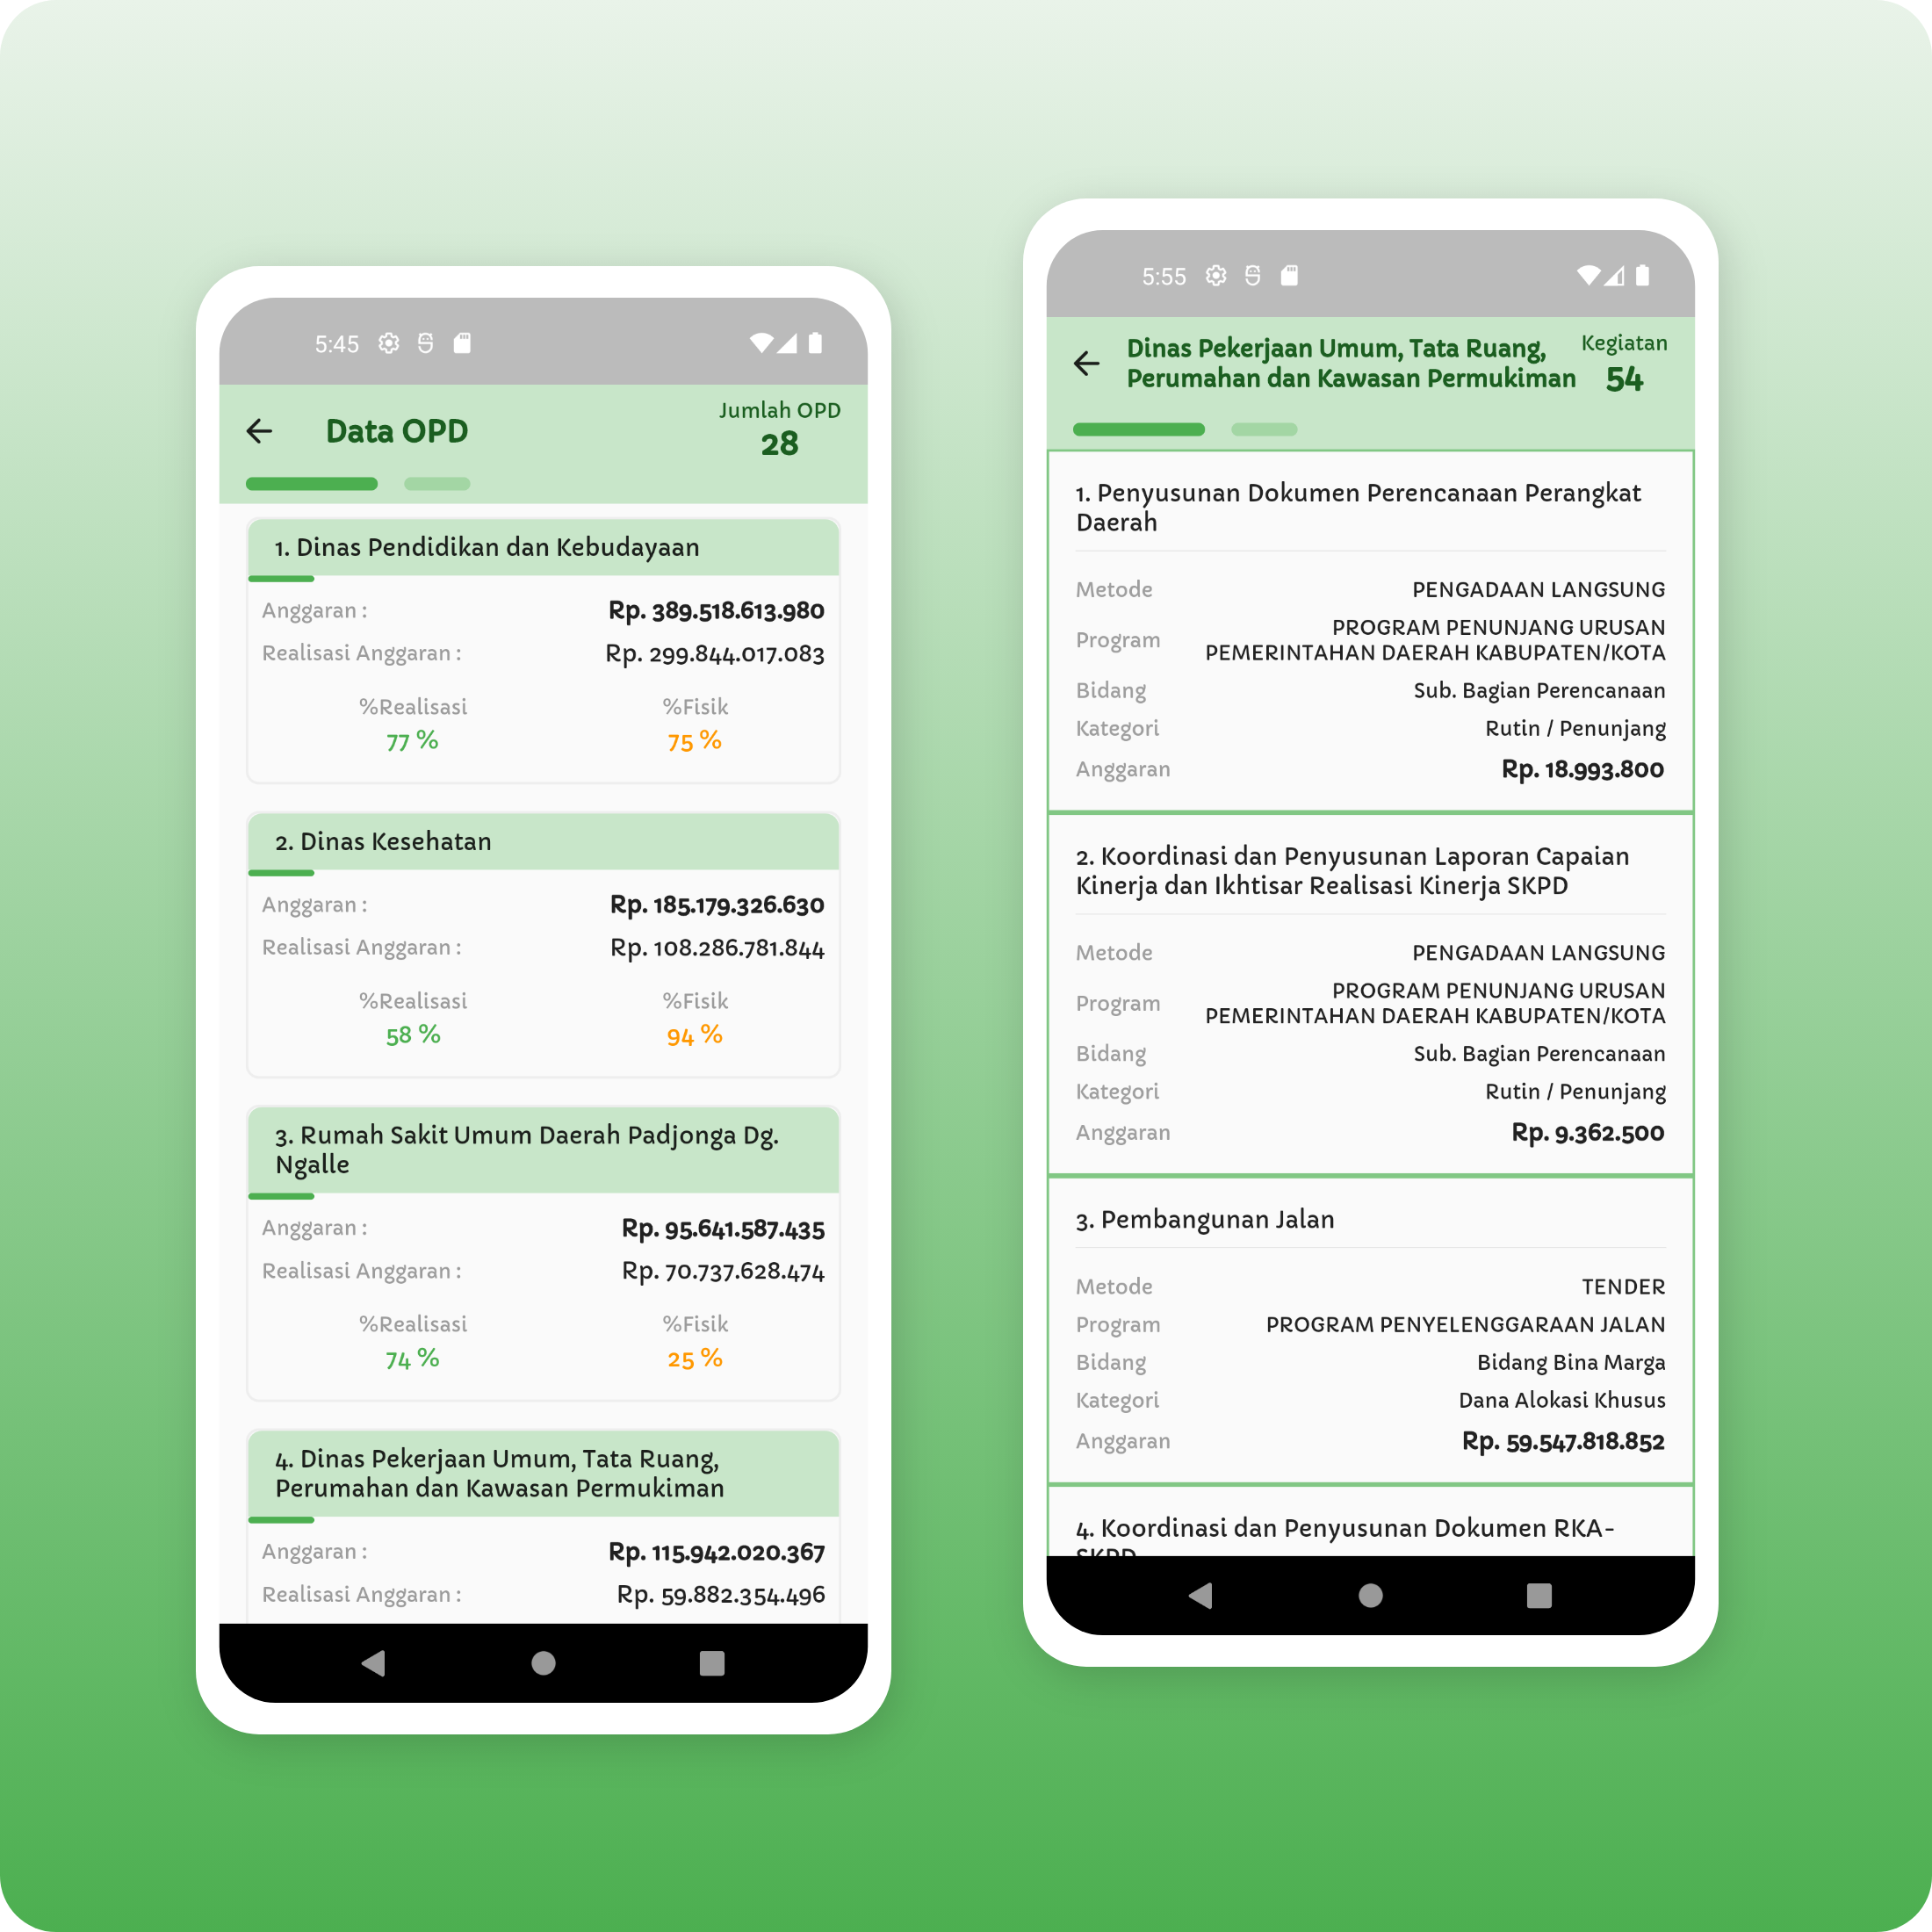 5:45
Data OPD
Jumlah OPD
28
1. Dinas Pendidikan dan Kebudayaan
Anggaran :
Rp. 389.518.613.980
Realisasi Anggaran :
Rp. 299.844.017.083
%Realisasi
%Fisik
77 %
75 %
2. Dinas Kesehatan
Anggaran :
Rp. 185.179.326.630
Realisasi Anggaran :
Rp. 108.286.781.844
%Realisasi
%Fisik
58 %
94 %
3. Rumah Sakit Umum Daerah Padjonga Dg.
Ngalle
Anggaran :
Rp. 95.641.587.435
Realisasi Anggaran :
Rp. 70.737.628.474
%Realisasi
%Fisik
74 %
25 %
4. Dinas Pekerjaan Umum, Tata Ruang,
Perumahan dan Kawasan Permukiman
Anggaran :
Rp. 115.942.020.367
Realisasi Anggaran :
Rp. 59.882.354.496
5:55
Dinas Pekerjaan Umum, Tata Ruang,
Perumahan dan Kawasan Permukiman
Kegiatan
54
1. Penyusunan Dokumen Perencanaan Perangkat
Daerah
Metode
PENGADAAN LANGSUNG
Program
PROGRAM PENUNJANG URUSAN
PEMERINTAHAN DAERAH KABUPATEN/KOTA
Bidang
Sub. Bagian Perencanaan
Kategori
Rutin / Penunjang
Anggaran
Rp. 18.993.800
2. Koordinasi dan Penyusunan Laporan Capaian
Kinerja dan Ikhtisar Realisasi Kinerja SKPD
Metode
PENGADAAN LANGSUNG
Program
PROGRAM PENUNJANG URUSAN
PEMERINTAHAN DAERAH KABUPATEN/KOTA
Bidang
Sub. Bagian Perencanaan
Kategori
Rutin / Penunjang
Anggaran
Rp. 9.362.500
3. Pembangunan Jalan
Metode
TENDER
Program
PROGRAM PENYELENGGARAAN JALAN
Bidang
Bidang Bina Marga
Kategori
Dana Alokasi Khusus
Anggaran
Rp. 59.547.818.852
4. Koordinasi dan Penyusunan Dokumen RKA-
SKPD